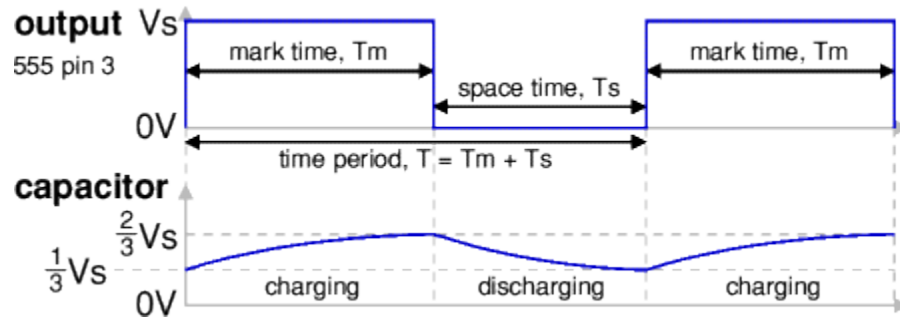 output Vs
555 pin 3
mark time, Tm
mark time, Tm
space time, Ts
0V
time period, T = Tm + Ts
capacitor
2/3Vs
1/3Vs
charging
discharging
charging
0V